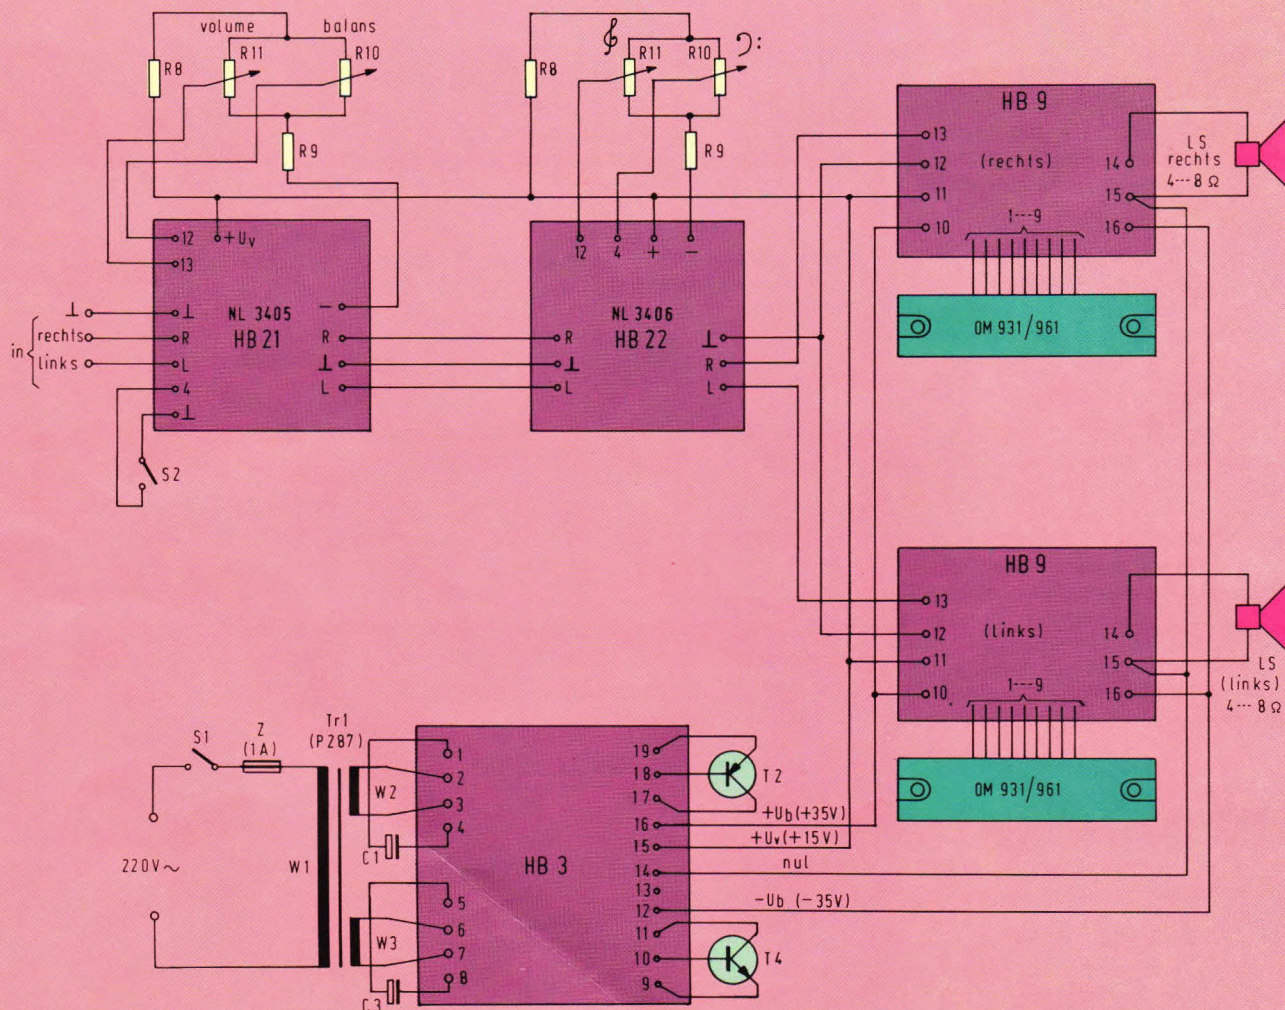 volume
balans
R8
R11
R10
R9
R8
R11
R10
R9
12
+Uv
13
⊥
R
L
4
⊥
NL 3405
HB 21
−
R
⊥
L
⊥
rechts
links
in
S2
12
4
+
−
R
⊥
L
NL 3406
HB 22
⊥
R
L
HB 9
(rechts)
13
12
11
10
1---9
14
15
16
OM 931/961
LS
rechts
4---8 Ω
HB 9
(links)
13
12
11
10
1---9
14
15
16
OM 931/961
LS
(links)
4---8 Ω
S1
Z
(1A)
Tr1
(P287)
220V~
W1
W2
W3
C1
C3
1
2
3
4
5
6
7
8
HB 3
19
18
17
16
15
14
13
12
11
10
9
T2
T4
+Ub(+35V)
+Uv(+15V)
nul
-Ub (-35V)